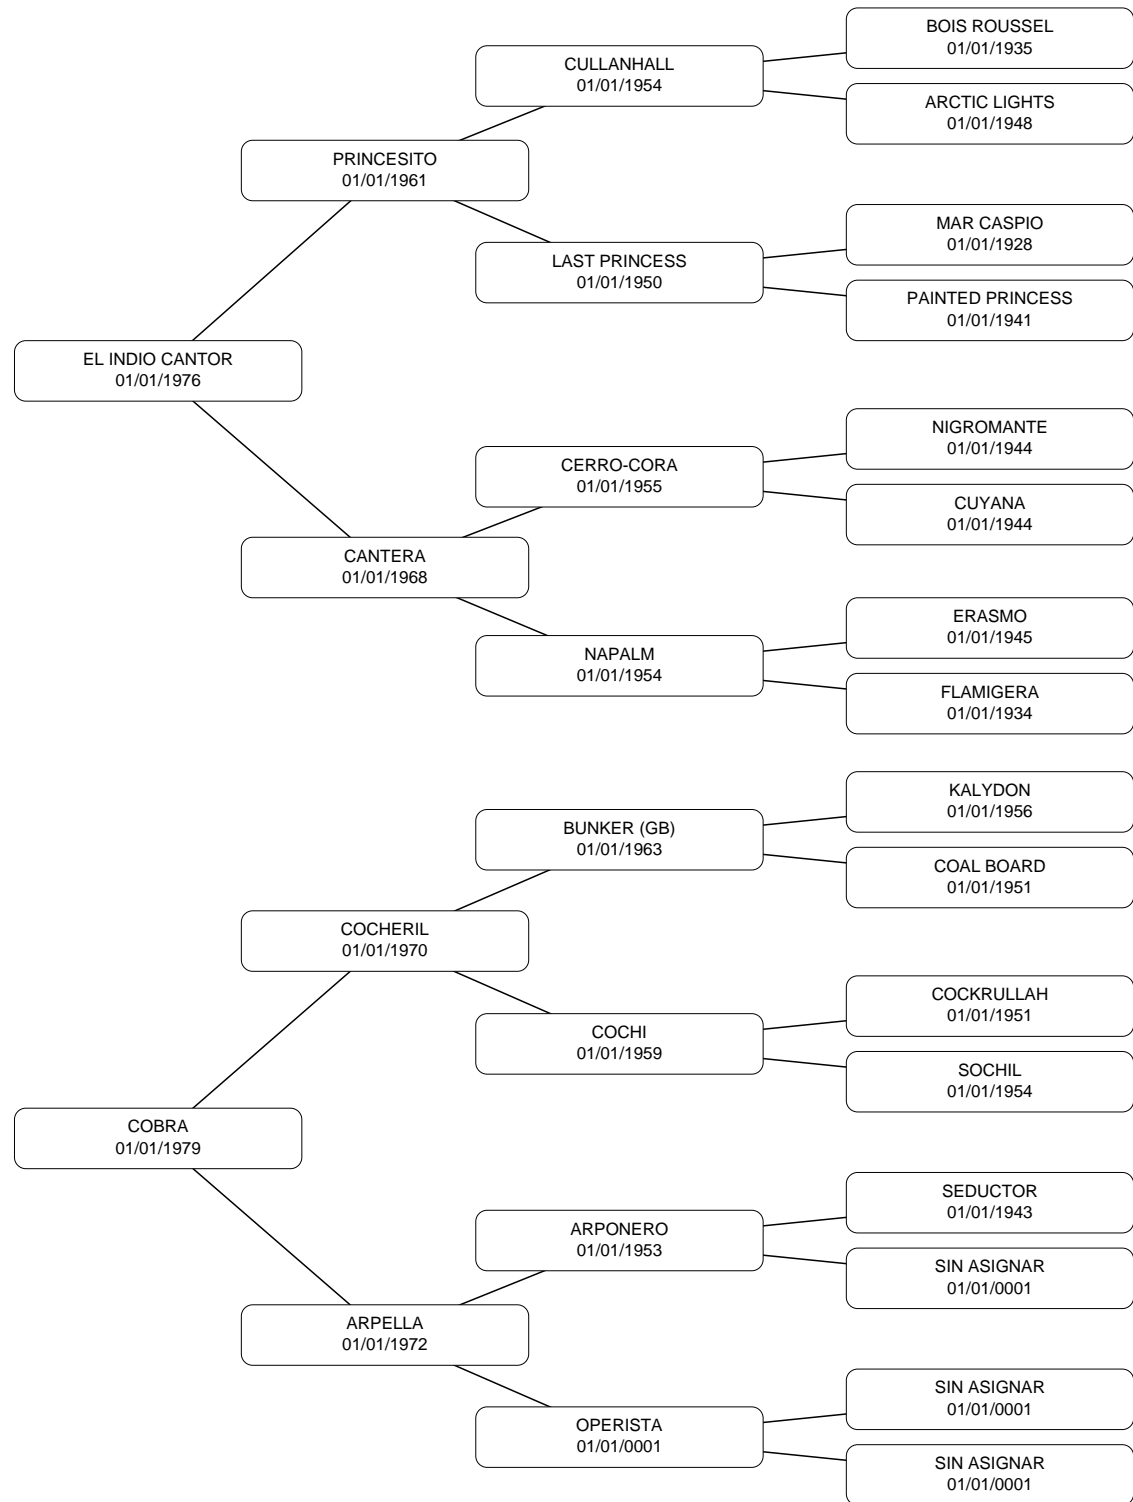 BOIS ROUSSEL
01/01/1935
CULLANHALL
01/01/1954
ARCTIC LIGHTS
01/01/1948
PRINCESITO
01/01/1961
MAR CASPIO
01/01/1928
LAST PRINCESS
01/01/1950
PAINTED PRINCESS
01/01/1941
EL INDIO CANTOR
01/01/1976
NIGROMANTE
01/01/1944
CERRO-CORA
01/01/1955
CUYANA
01/01/1944
CANTERA
01/01/1968
ERASMO
01/01/1945
NAPALM
01/01/1954
FLAMIGERA
01/01/1934
KALYDON
01/01/1956
BUNKER (GB)
01/01/1963
COAL BOARD
01/01/1951
COCHERIL
01/01/1970
COCKRULLAH
01/01/1951
COCHI
01/01/1959
SOCHIL
01/01/1954
COBRA
01/01/1979
SEDUCTOR
01/01/1943
ARPONERO
01/01/1953
SIN ASIGNAR
01/01/0001
ARPELLA
01/01/1972
SIN ASIGNAR
01/01/0001
OPERISTA
01/01/0001
SIN ASIGNAR
01/01/0001